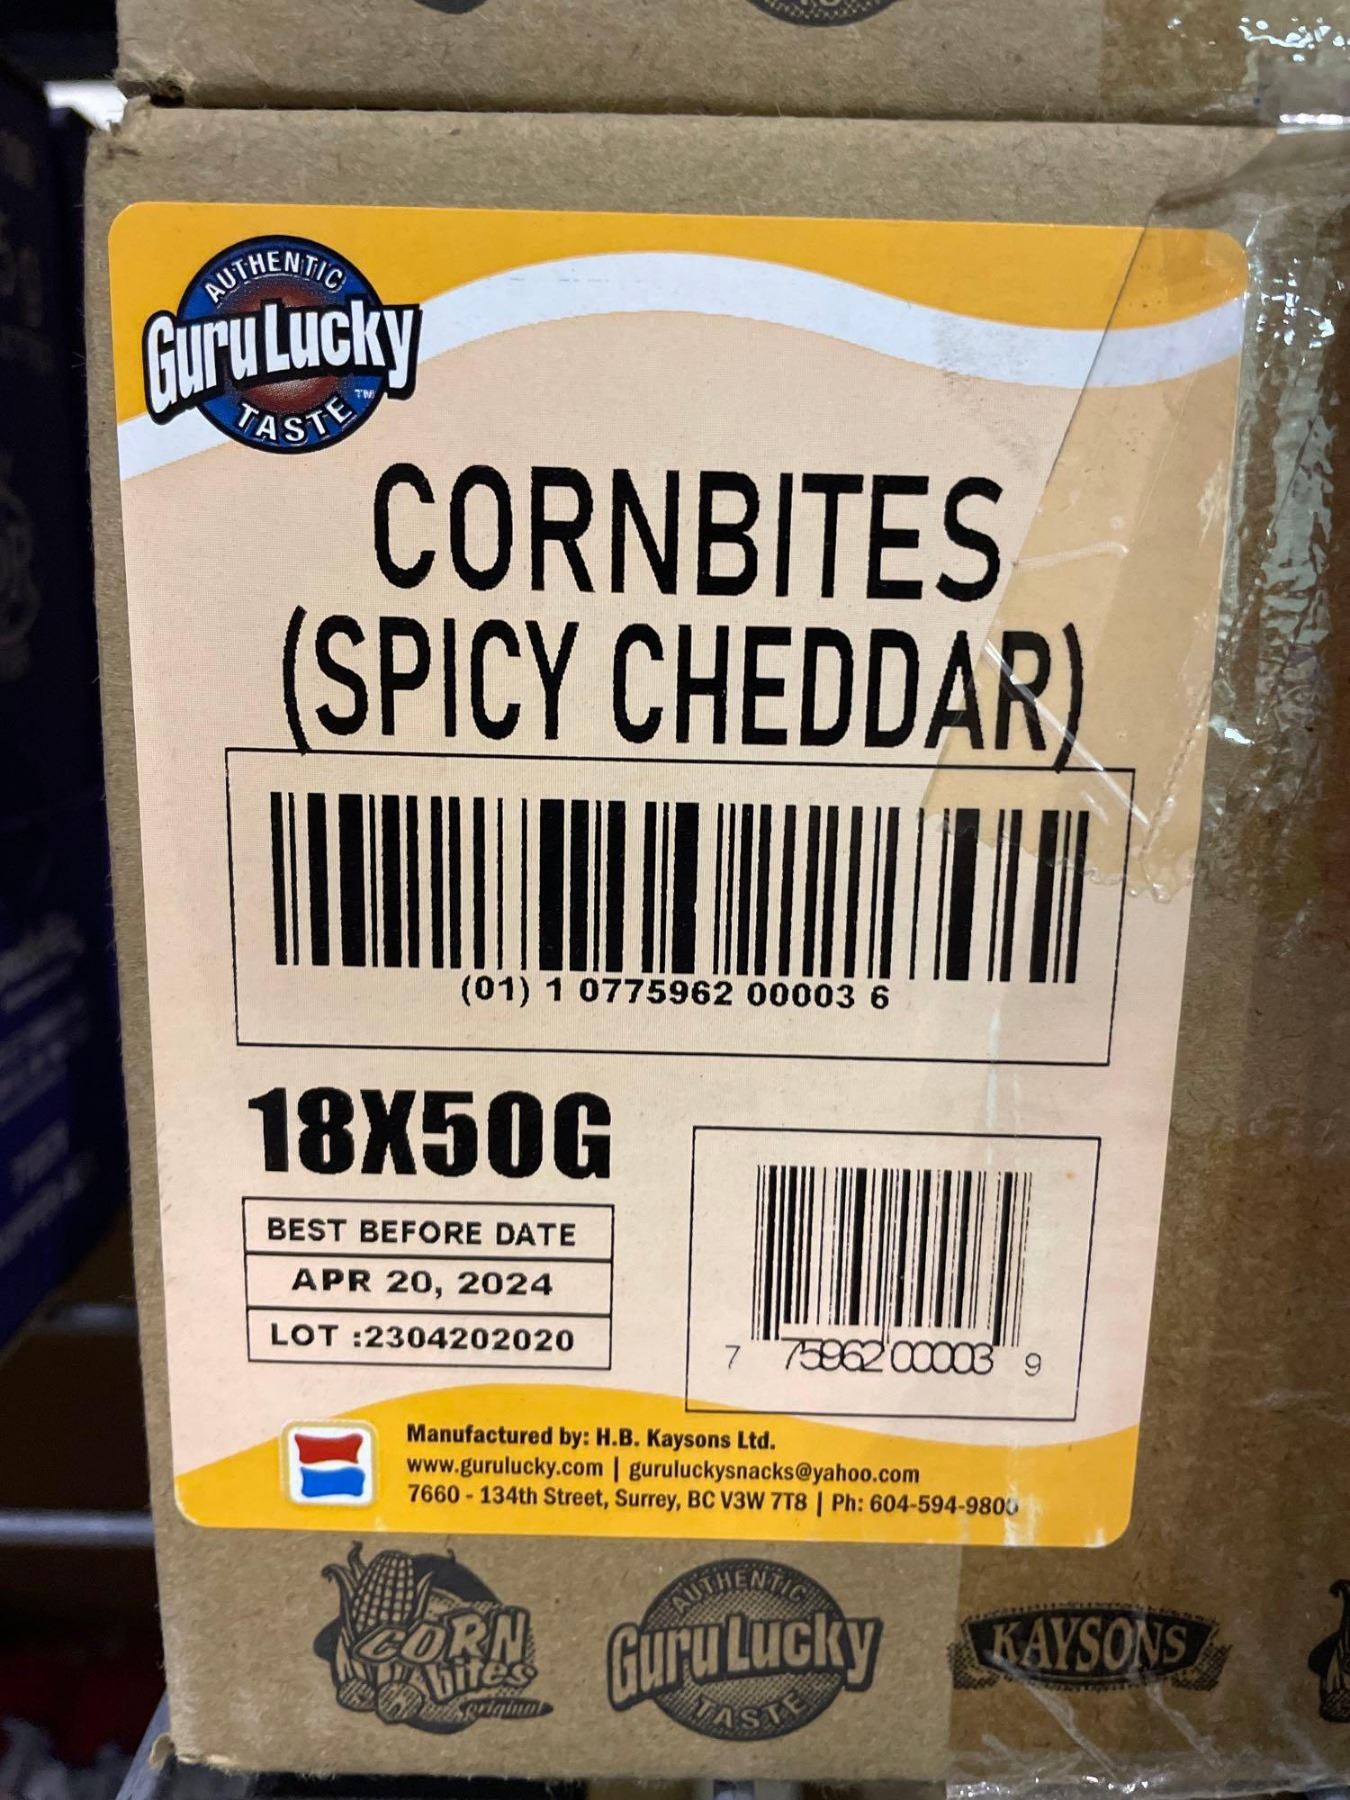 AUTHENTIC
Guru Lucky
TASTE™
CORNBITES
(SPICY CHEDDAR)
(01) 1 0775962 00003 6
18X50G
BEST BEFORE DATE
APR 20, 2024
LOT :2304202020
7 75962 00003 9
Manufactured by: H.B. Kaysons Ltd.
www.gurulucky.com | guruluckysnacks@yahoo.com
7660 - 134th Street, Surrey, BC V3W 7T8 | Ph: 604-594-9800
CORN
bites
original
AUTHENTIC
Guru Lucky
TASTE
KAYSONS